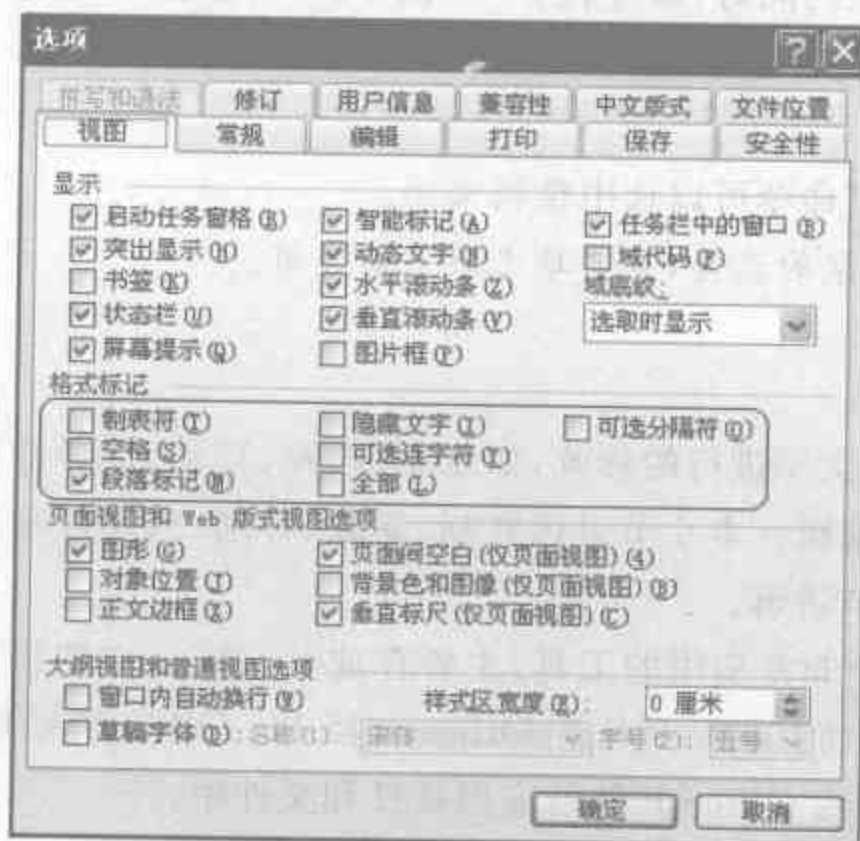 选项
修订 用户信息 兼容性 中文版式 文件位置
视图 常规 编辑 打印 保存 安全性
显示
启动任务窗格(R) 智能标记(A) 任务栏中的窗口(B)
突出显示(H) 动态文字(N) 域代码(F)
书签(K) 水平滚动条(Z) 域底纹:
状态栏(U) 垂直滚动条(V) 选取时显示
屏幕提示(Q) 图片框(P)
格式标记
制表符(T) 隐藏文字(I) 可选分隔符(O)
空格(S) 可选连字符(Y)
段落标记(M) 全部(L)
页面视图和 Web 版式视图选项
图形(G) 页面间空白(仅页面视图)(4)
对象位置(J) 背景色和图像(仅页面视图)(B)
正文边框(X) 垂直标尺(仅页面视图)(C)
大纲视图和普通视图选项
窗口内自动换行(W) 样式区宽度(E): 0 厘米
草稿字体(D): 名称 字号(2): 五号
确定 取消